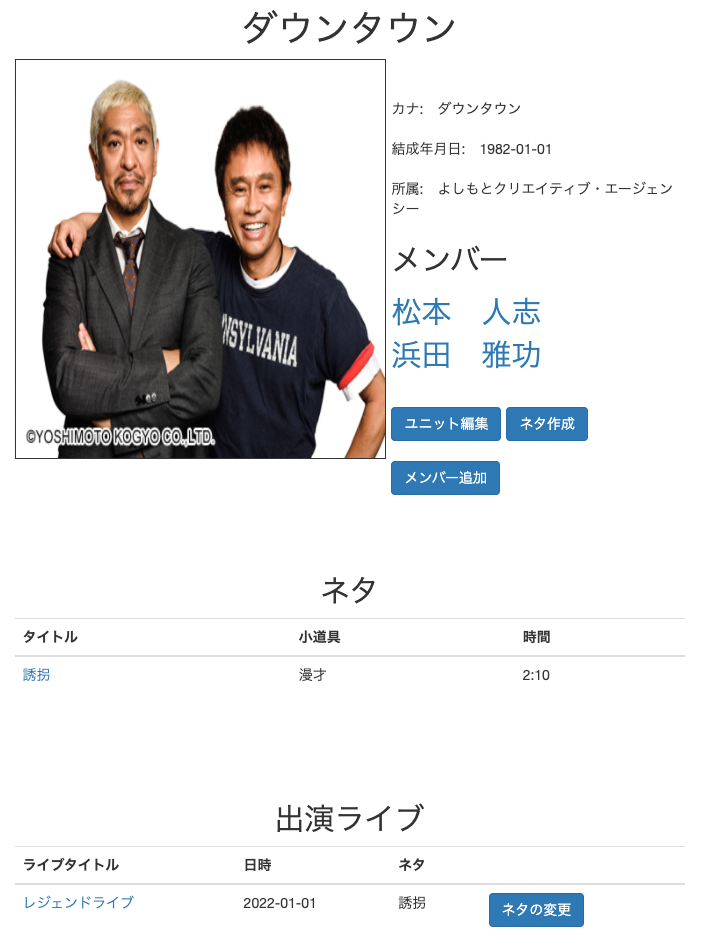 ダウンタウン
カナ: ダウンタウン
結成年月日: 1982-01-01
所属: よしもとクリエイティブ・エージェン
シー
メンバー
松本 人志
浜田 雅功
NSYLVANIA
©YOSHIMOTO KOGYO CO.,LTD.
ユニット編集 ネタ作成
メンバー追加
ネタ
タイトル 小道具 時間
誘拐 漫才 2:10
出演ライブ
ライブタイトル 日時 ネタ
レジェンドライブ 2022-01-01 誘拐 ネタの変更